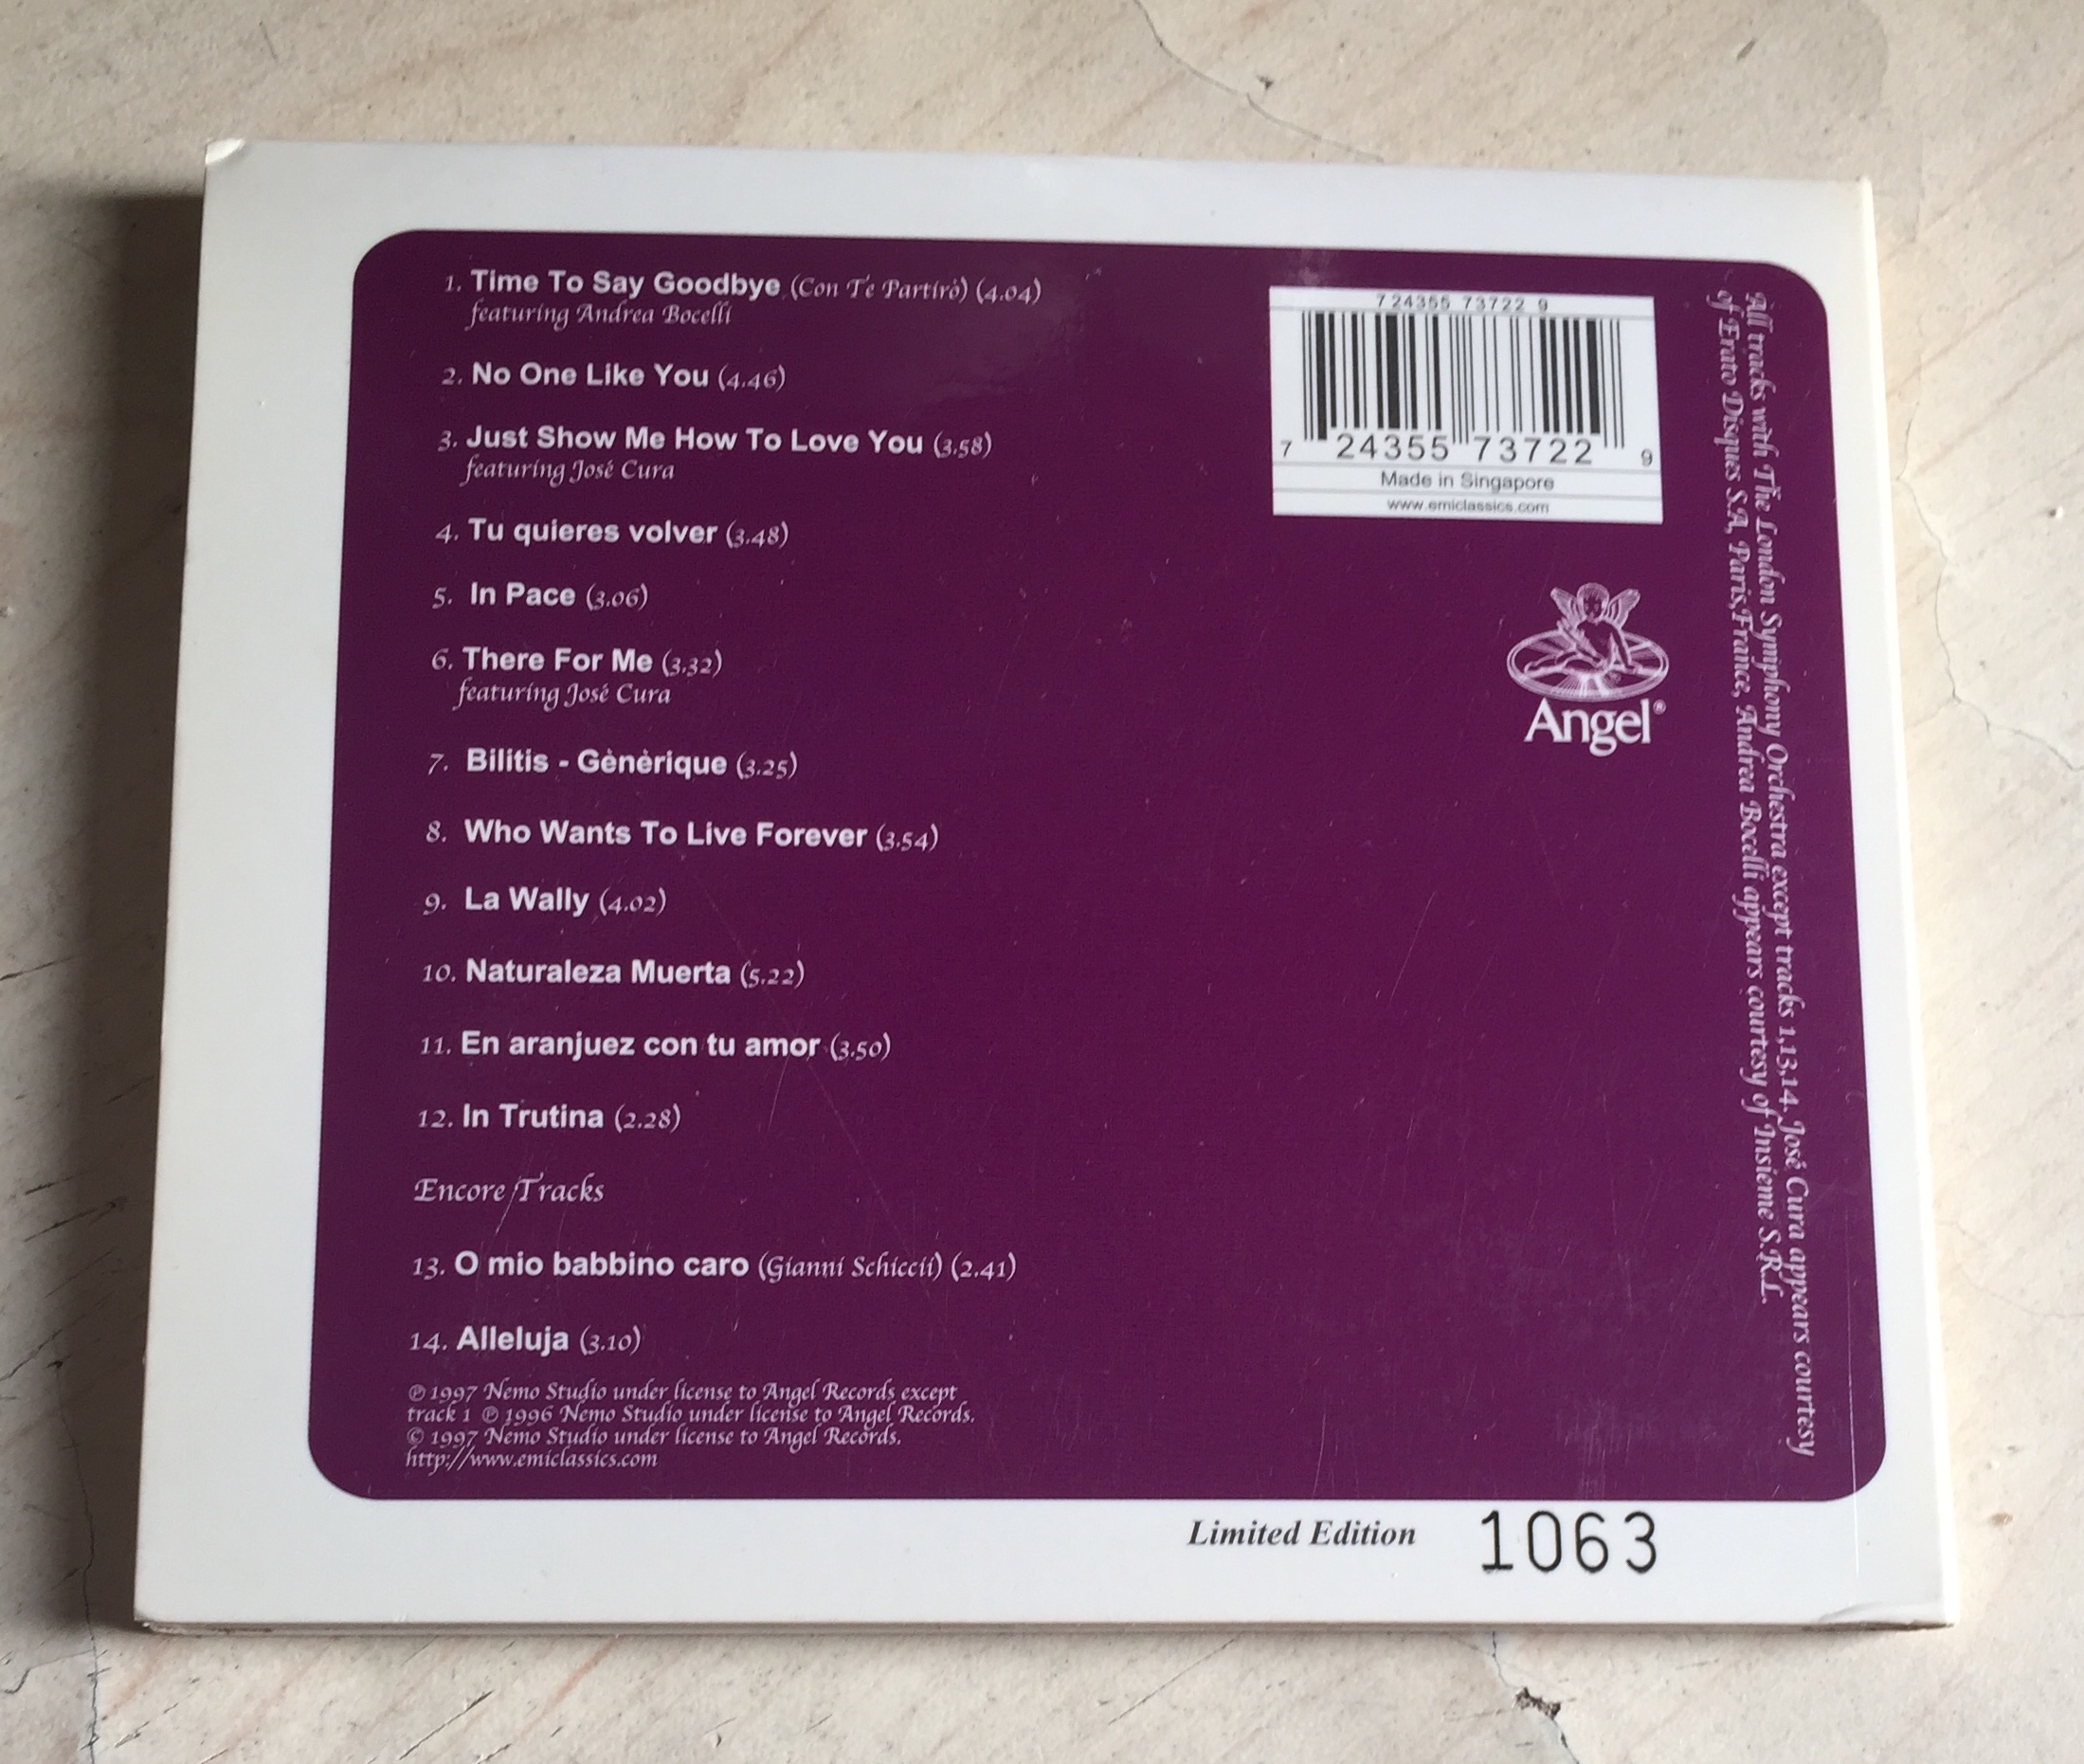 1. Time To Say Goodbye (Con Te Partirò) (4.04)
featuring Andrea Bocelli
2. No One Like You (4.46)
3. Just Show Me How To Love You (3.58)
featuring José Cura
4. Tu quieres volver (3.48)
5. In Pace (3.06)
6. There For Me (3.32)
featuring José Cura
7. Bilitis - Gènèrique (3.25)
8. Who Wants To Live Forever (3.54)
9. La Wally (4.02)
10. Naturaleza Muerta (5.22)
11. En aranjuez con tu amor (3.50)
12. In Trutina (2.28)
Encore Tracks
13. O mio babbino caro (Gianni Schiccii) (2.41)
14. Alleluja (3.10)
℗ 1997 Nemo Studio under license to Angel Records except
track 1 ℗ 1996 Nemo Studio under license to Angel Records.
© 1997 Nemo Studio under license to Angel Records.
http://www.emiclassics.com
7 24355 73722 9
7 24355 73722 9
Made in Singapore
www.emiclassics.com
Angel®
All tracks with The London Symphony Orchestra except tracks 1,13,14. José Cura appears courtesy
of Erato Disques S.A, Paris,France, Andrea Bocelli appears courtesy of Insieme S.R.L.
Limited Edition 1063